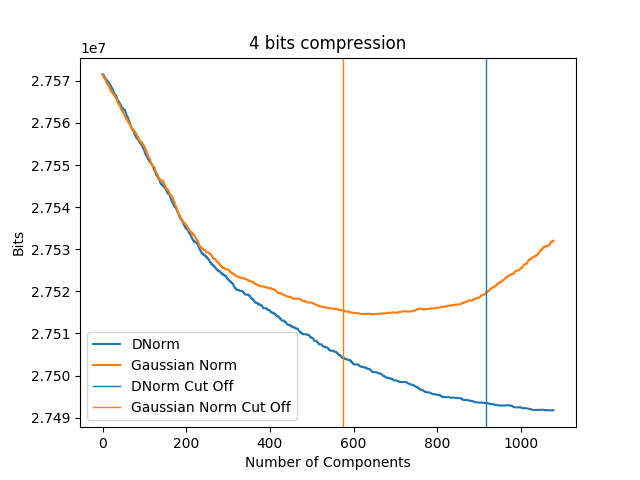 4 bits compression
1e7
2.757
2.756
2.755
2.754
2.753
2.752
2.751
2.750
2.749
Bits
DNorm
Gaussian Norm
DNorm Cut Off
Gaussian Norm Cut Off
0 200 400 600 800 1000
Number of Components